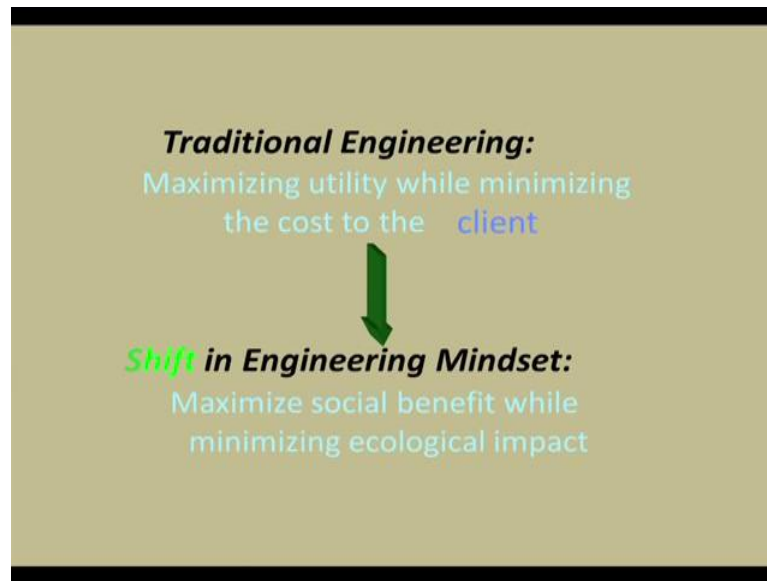 Traditional Engineering:
Maximizing utility while minimizing
the cost to the client
Shift in Engineering Mindset:
Maximize social benefit while
minimizing ecological impact